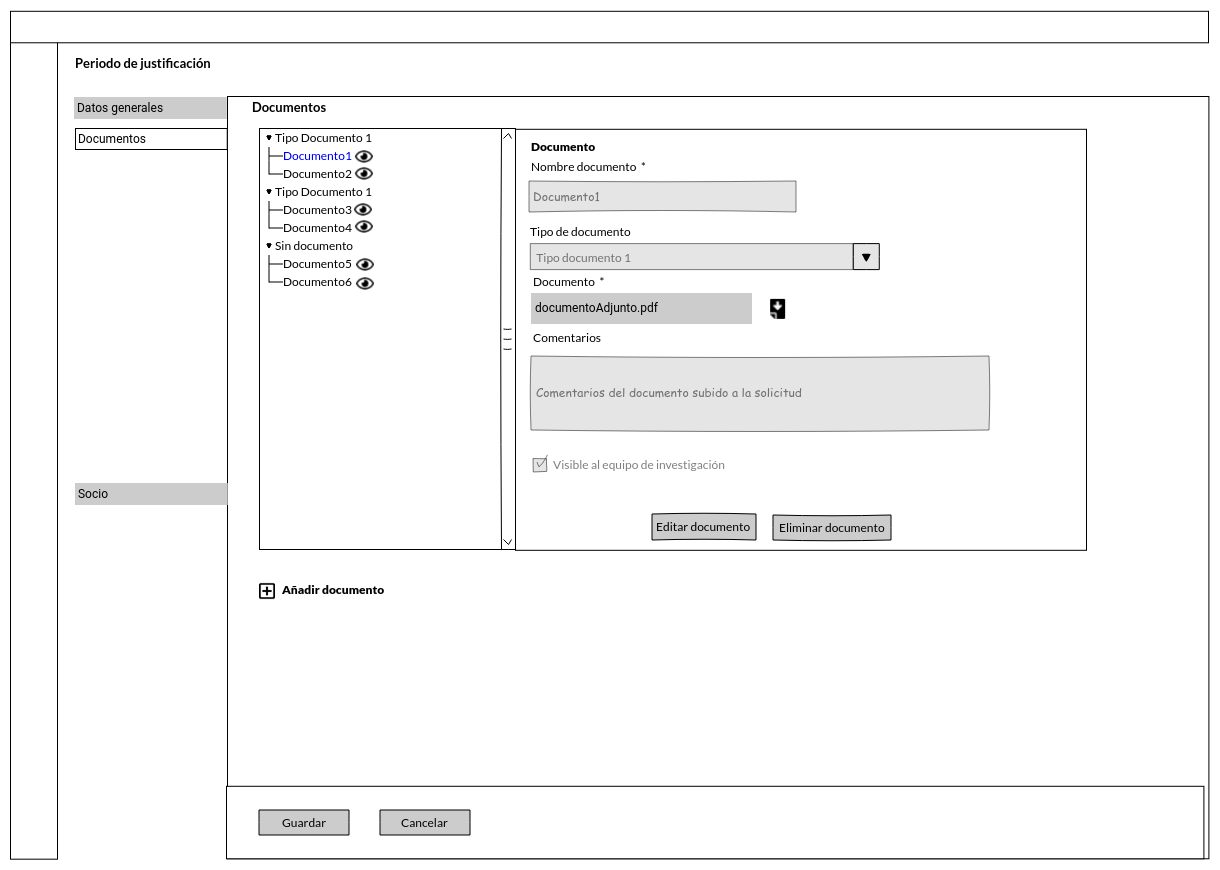 Periodo de justificación
Datos generales
Documentos
Socio
Documentos
Tipo Documento 1
Documento1
Documento2
Tipo Documento 1
Documento3
Documento4
Sin documento
Documento5
Documento6
Documento
Nombre documento *
Documento1
Tipo de documento
Tipo documento 1
Documento *
documentoAdjunto.pdf
Comentarios
Comentarios del documento subido a la solicitud
Visible al equipo de investigación
Editar documento
Eliminar documento
Añadir documento
Guardar
Cancelar